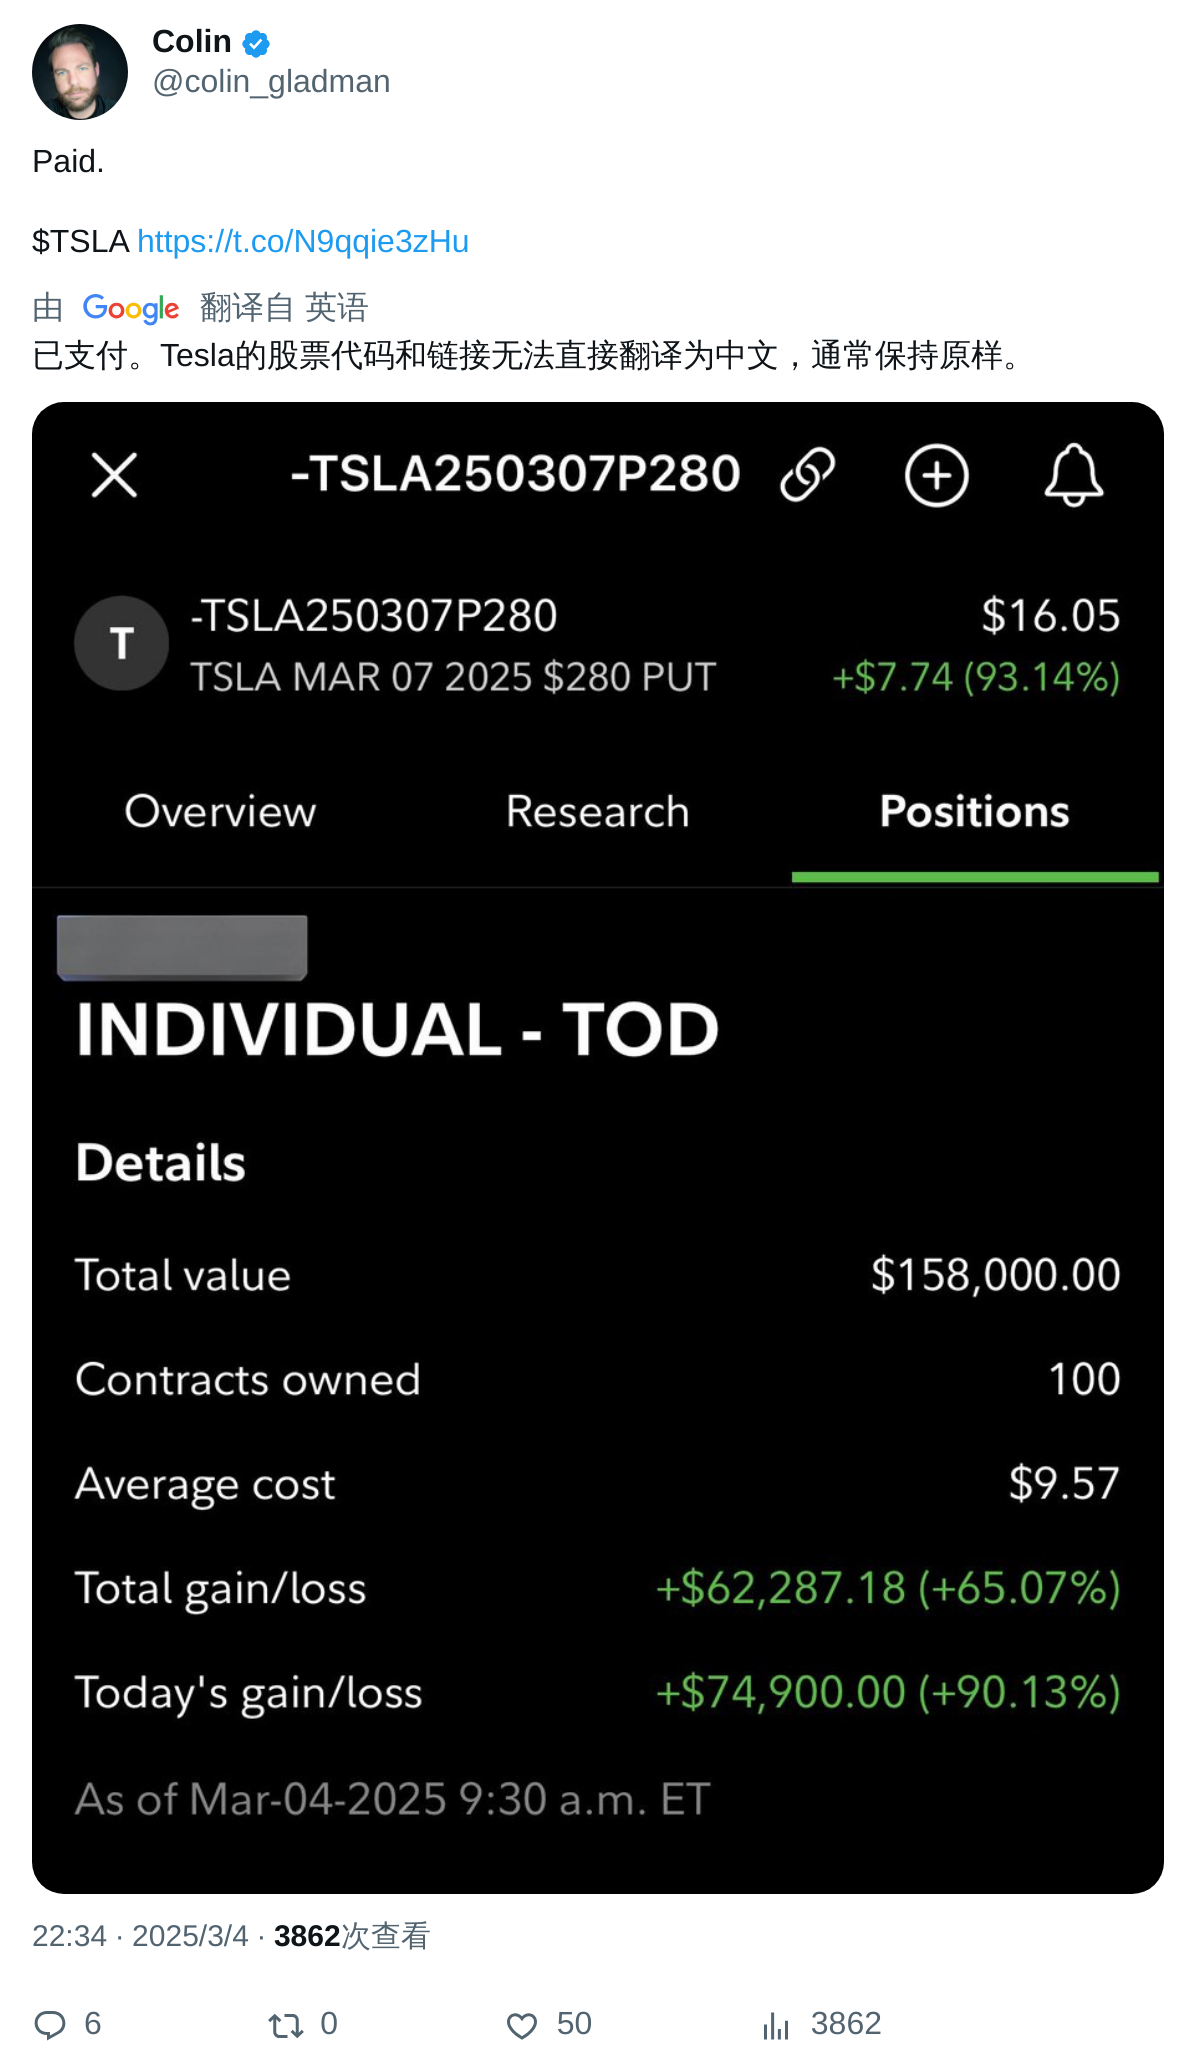 Colin
@colin_gladman
Paid.
$TSLA https://t.co/N9qqie3zHu
由 Google 翻译自 英语
已支付。Tesla的股票代码和链接无法直接翻译为中文，通常保持原样。
-TSLA250307P280
T
-TSLA250307P280
$16.05
TSLA MAR 07 2025 $280 PUT
+$7.74 (93.14%)
Overview Research Positions
INDIVIDUAL - TOD
Details
Total value $158,000.00
Contracts owned 100
Average cost $9.57
Total gain/loss +$62,287.18 (+65.07%)
Today's gain/loss +$74,900.00 (+90.13%)
As of Mar-04-2025 9:30 a.m. ET
22:34 · 2025/3/4 · 3862次查看
6 0 50 3862